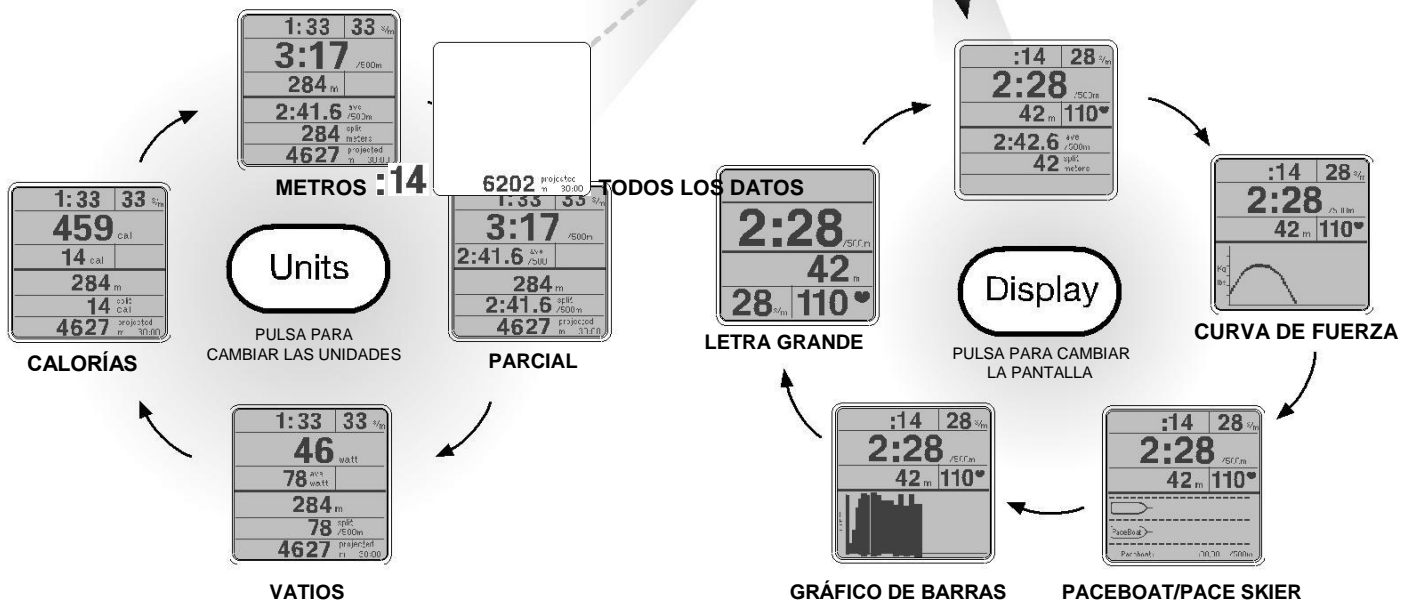 1:33 33 s/m
3:17 /500m
284 m
2:41.6 ave /500m
284 split meters
4627 projected m 30:00
METROS
:14
6202 projected m 30:00
TODOS LOS DATOS
1:33 33 s/m
3:17 /500m
2:41.6 ave /500
284 m
2:41.6 split /500m
4627 projected m 30:00
PARCIAL
1:33 33 s/m
46 watt
78 ave watt
284 m
78 split /500m
4627 projected m 30:00
VATIOS
1:33 33 s/m
459 cal
14 cal
284 m
14 split cal
4627 projected m 30:00
CALORÍAS
Units
PULSA PARA
CAMBIAR LAS UNIDADES
:14 28 s/m
2:28 /500m
42 m 110
2:42.6 ave /500m
42 split meters
:14 28 s/m
2:28 /500m
42 m 110
CURVA DE FUERZA
:14 28 s/m
2:28 /500m
42 m 110
PaceBoat
/500m
PACEBOAT/PACE SKIER
:14 28 s/m
2:28 /500m
42 m 110
GRÁFICO DE BARRAS
2:28 /500m
42 m
28 s/m 110
LETRA GRANDE
Display
PULSA PARA CAMBIAR
LA PANTALLA